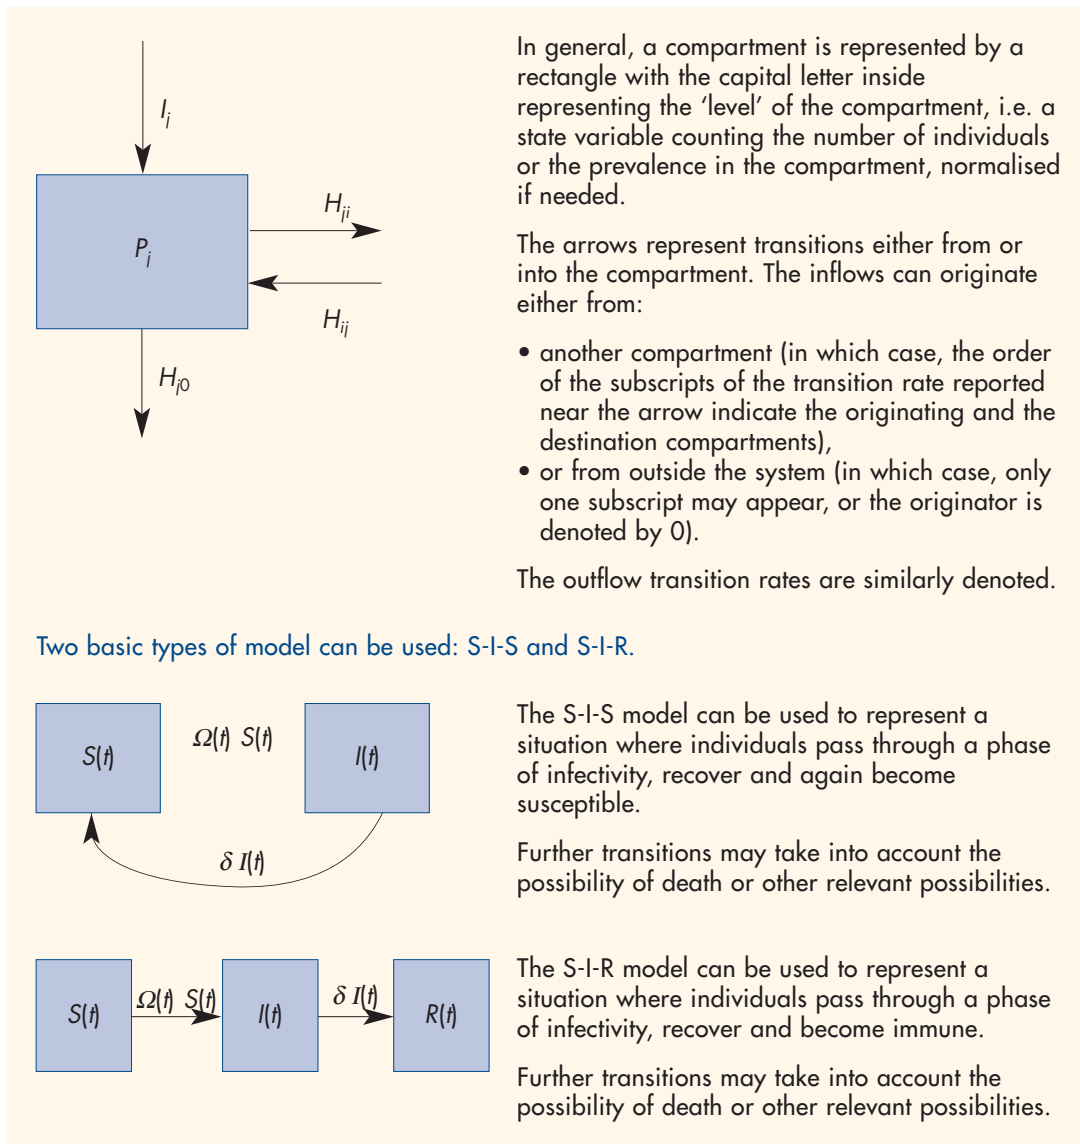 In general, a compartment is represented by a
rectangle with the capital letter inside
representing the ‘level’ of the compartment, i.e. a
state variable counting the number of individuals
or the prevalence in the compartment, normalised
if needed.
I_j
P_j
H_ji
H_ij
H_j0
The arrows represent transitions either from or
into the compartment. The inflows can originate
either from:
• another compartment (in which case, the order
of the subscripts of the transition rate reported
near the arrow indicate the originating and the
destination compartments),
• or from outside the system (in which case, only
one subscript may appear, or the originator is
denoted by 0).
The outflow transition rates are similarly denoted.
Two basic types of model can be used: S-I-S and S-I-R.
S(t)
Ω(t) S(t)
I(t)
δ I(t)
The S-I-S model can be used to represent a
situation where individuals pass through a phase
of infectivity, recover and again become
susceptible.
Further transitions may take into account the
possibility of death or other relevant possibilities.
S(t)
Ω(t) S(t)
I(t)
δ I(t)
R(t)
The S-I-R model can be used to represent a
situation where individuals pass through a phase
of infectivity, recover and become immune.
Further transitions may take into account the
possibility of death or other relevant possibilities.